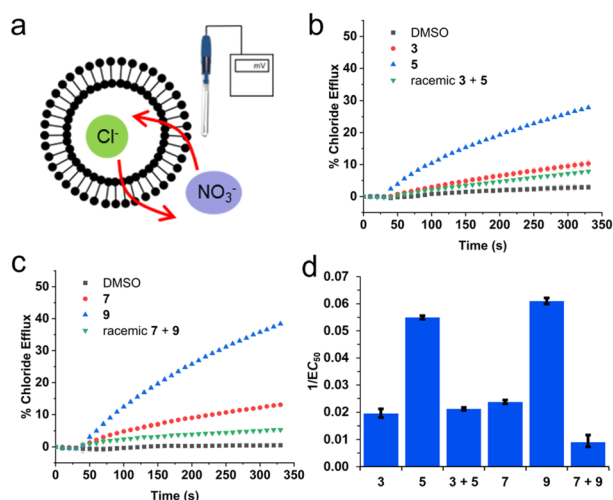 a
mV
Cl-
NO3-
b
DMSO
3
5
racemic 3 + 5
% Chloride Efflux
50
40
30
20
10
0
0 50 100 150 200 250 300 350
Time (s)
c
DMSO
7
9
racemic 7 + 9
% Chloride Efflux
50
40
30
20
10
0
0 50 100 150 200 250 300 350
Time (s)
d
1/EC50
0.07
0.06
0.05
0.04
0.03
0.02
0.01
0.00
3 5 3 + 5 7 9 7 + 9